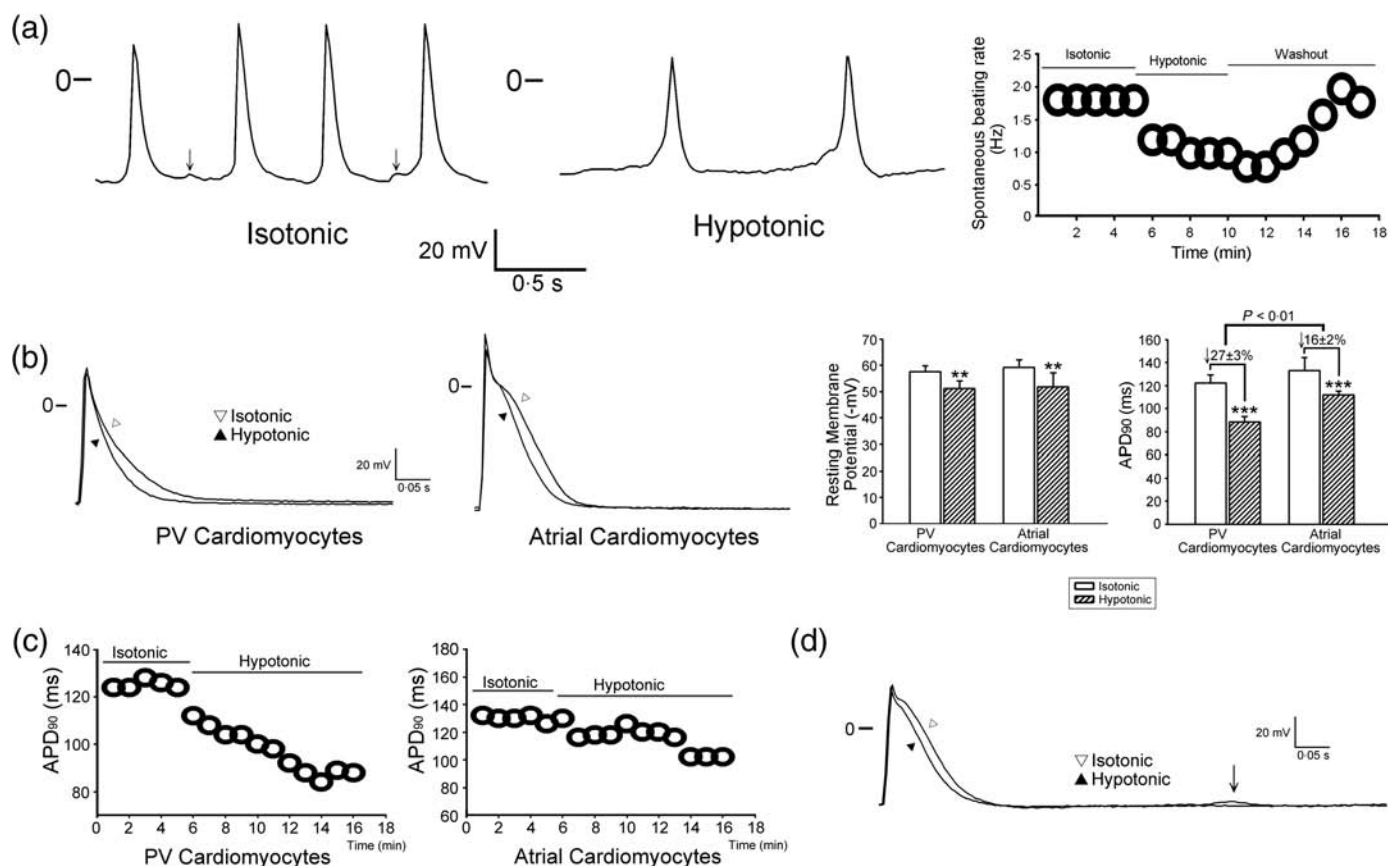 (a)
0–
Isotonic
20 mV
0·5 s
0–
Hypotonic
Spontaneous beating rate
(Hz)
2·5
2·0
1·5
1·0
0·5
0
Isotonic
Hypotonic
Washout
2 4 6 8 10 12 14 16 18
Time (min)
(b)
0–
▽ Isotonic
▲ Hypotonic
20 mV
0·05 s
PV Cardiomyocytes
0–
Atrial Cardiomyocytes
Resting Membrane
Potential (-mV)
70
60
50
40
30
20
10
0
**
**
PV
Cardiomyocytes
Atrial
Cardiomyocytes
APD90 (ms)
160
140
120
100
80
60
40
20
0
P < 0·01
↓27±3%
↓16±2%
***
***
PV
Cardiomyocytes
Atrial
Cardiomyocytes
Isotonic
Hypotonic
(c)
APD90 (ms)
140
120
100
80
Isotonic
Hypotonic
0 2 4 6 8 10 12 14 16 18
Time (min)
PV Cardiomyocytes
APD90 (ms)
180
160
140
120
100
80
60
Isotonic
Hypotonic
0 2 4 6 8 10 12 14 16 18
Time (min)
Atrial Cardiomyocytes
(d)
0–
▽ Isotonic
▲ Hypotonic
20 mV
0·05 s